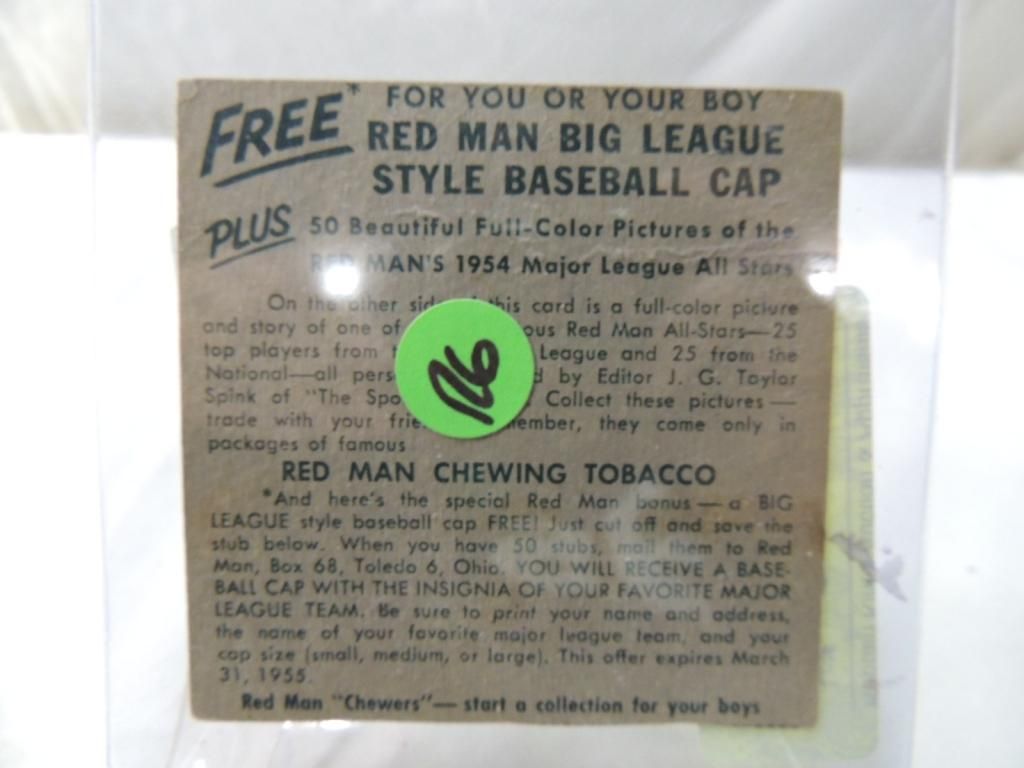 FREE* FOR YOU OR YOUR BOY
RED MAN BIG LEAGUE
STYLE BASEBALL CAP
PLUS 50 Beautiful Full-Color Pictures of the
RED MAN'S 1954 Major League All Stars
On the other side of this card is a full-color picture
and story of one of ous Red Man All-Stars—25
top players from League and 25 from the
National—all pers d by Editor J. G. Taylor
Spink of "The Spo Collect these pictures—
trade with your frie ember, they come only in
packages of famous
RED MAN CHEWING TOBACCO
*And here's the special Red Man bonus—a BIG
LEAGUE style baseball cap FREE! Just cut off and save the
stub below. When you have 50 stubs, mail them to Red
Man, Box 68, Toledo 6, Ohio. YOU WILL RECEIVE A BASE-
BALL CAP WITH THE INSIGNIA OF YOUR FAVORITE MAJOR
LEAGUE TEAM. Be sure to print your name and address,
the name of your favorite major league team, and your
cap size (small, medium, or large). This offer expires March
31, 1955.
Red Man "Chewers"—start a collection for your boys
126